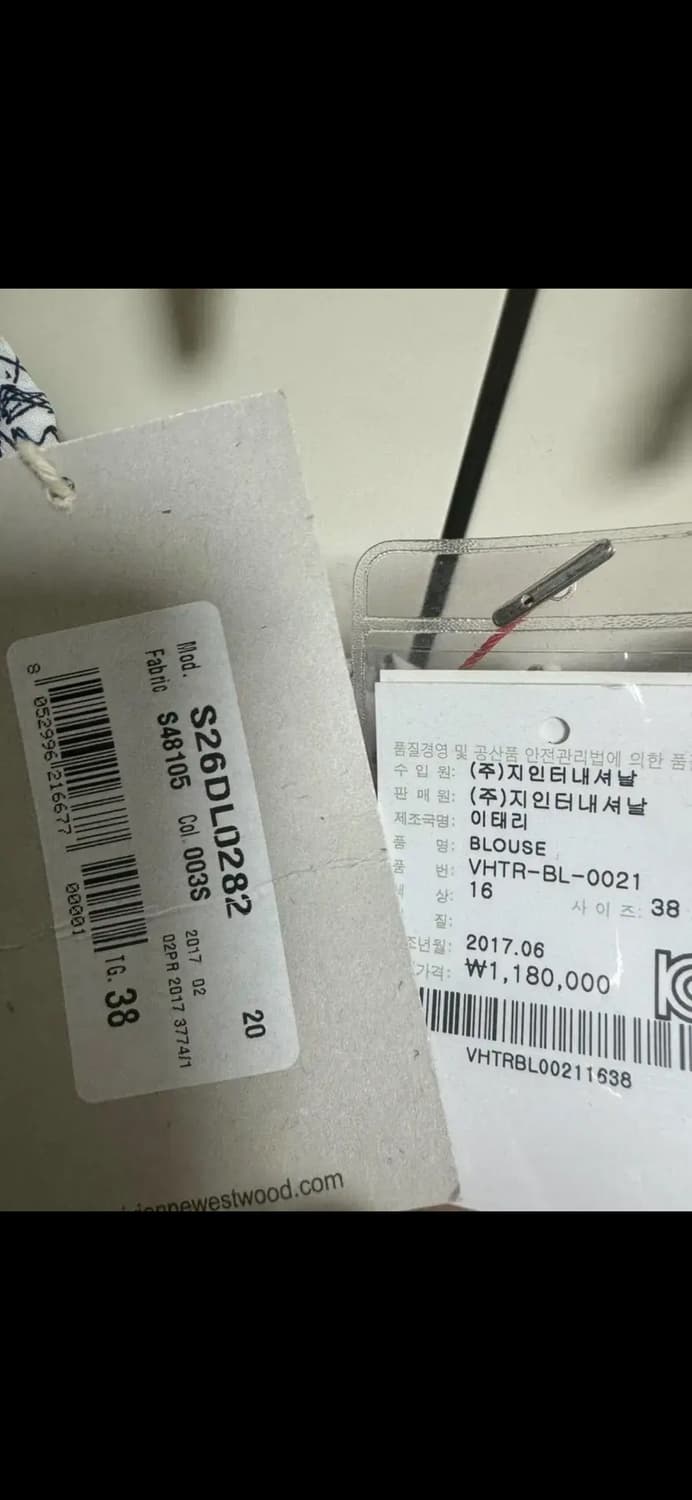 Mod. S26DL0282 20
Fabric S48105 Col. 003S
2017 02
02PR 2017 3774/1
TG. 38
8 052996 216677
00001
westwood.com
품질경영 및 공산품 안전관리법에 의한
수 입 원: (주)지인터내셔날
판 매 원: (주)지인터내셔날
제조국명: 이태리
품 명: BLOUSE
품 번: VHTR-BL-0021
상: 16 사 이 즈: 38
질:
조년월: 2017.06
가격: ₩1,180,000
VHTRBL00211638